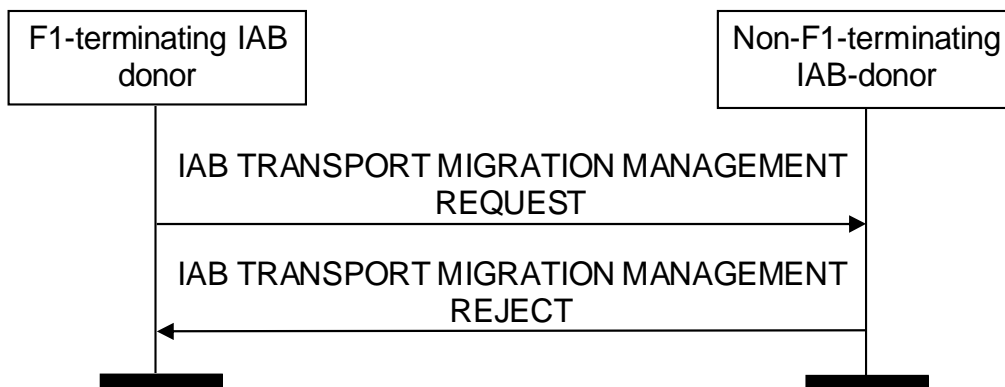 F1-terminating IAB
donor
Non-F1-terminating
IAB-donor
IAB TRANSPORT MIGRATION MANAGEMENT
REQUEST
IAB TRANSPORT MIGRATION MANAGEMENT
REJECT